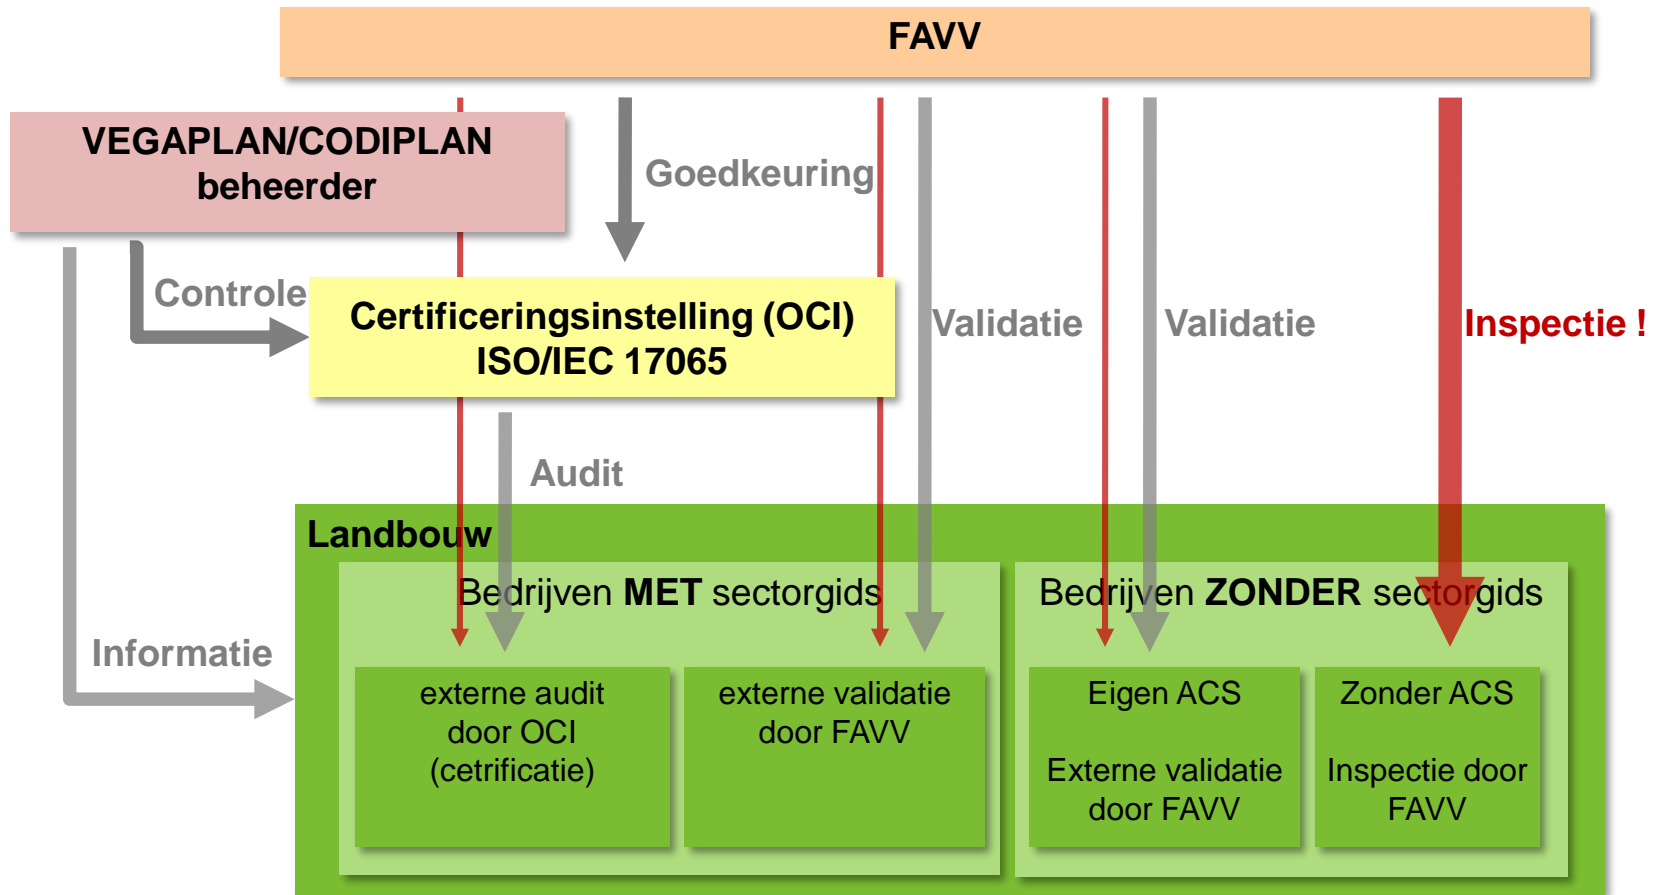 FAVV
VEGAPLAN/CODIPLAN
beheerder
Goedkeuring
Controle
Certificeringsinstelling (OCI)
ISO/IEC 17065
Validatie
Validatie
Inspectie !
Audit
Landbouw
Bedrijven MET sectorgids
Bedrijven ZONDER sectorgids
Informatie
externe audit
door OCI
(cetrificatie)
externe validatie
door FAVV
Eigen ACS
Externe validatie
door FAVV
Zonder ACS
Inspectie door
FAVV